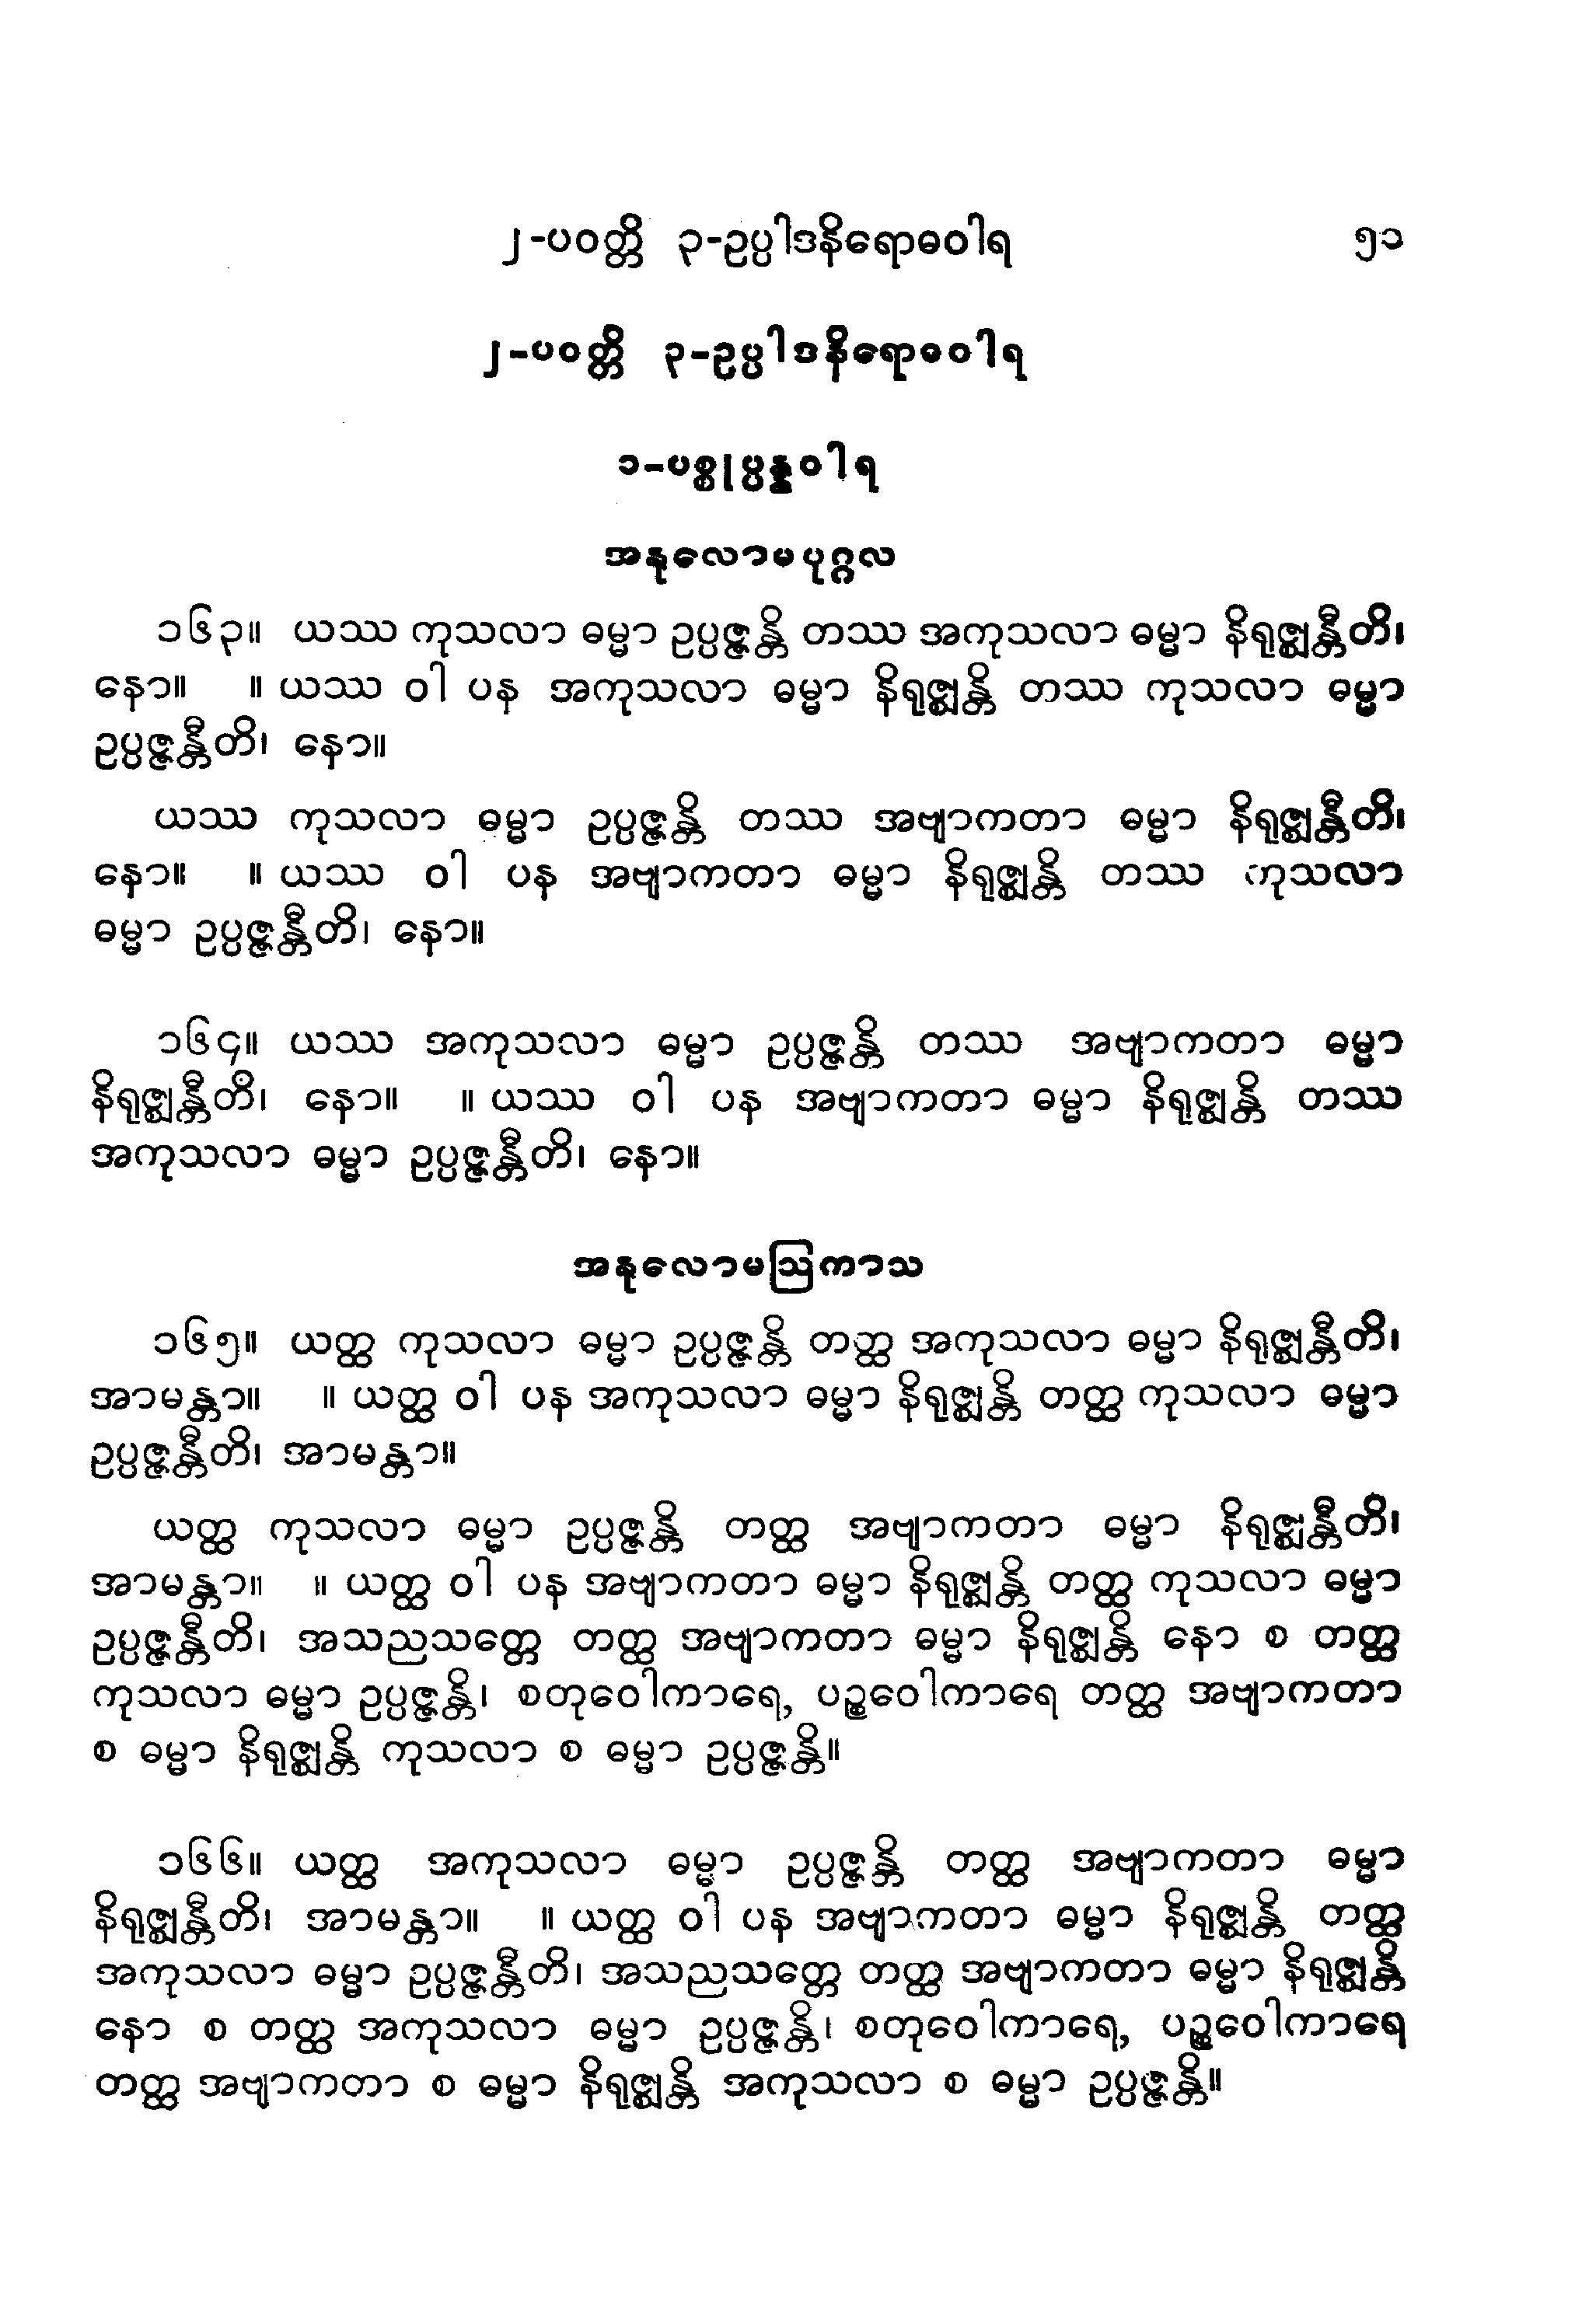 ၂-ပဝတ္တိ ၃-ဥပ္ပါဒနိရောဓဝါရ ၅၁
၂-ပဝတ္တိ ၃-ဥပ္ပါဒနိရောဓဝါရ
၁-ပစ္စုပ္ပန္နဝါရ
အနုလောမပုဂ္ဂလ
၁၆၃။ ယဿ ကုသလာ ဓမ္မာ ဥပ္ပဇ္ဇန္တိ တဿ အကုသလာ ဓမ္မာ နိရုဇ္ဈန္တီတိ၊
နော။ ။ ယဿ ဝါ ပန အကုသလာ ဓမ္မာ နိရုဇ္ဈန္တိ တဿ ကုသလာ ဓမ္မာ
ဥပ္ပဇ္ဇန္တီတိ၊ နော။
ယဿ ကုသလာ ဓမ္မာ ဥပ္ပဇ္ဇန္တိ တဿ အဗျာကတာ ဓမ္မာ နိရုဇ္ဈန္တီတိ၊
နော။ ။ ယဿ ဝါ ပန အဗျာကတာ ဓမ္မာ နိရုဇ္ဈန္တိ တဿ ကုသလာ
ဓမ္မာ ဥပ္ပဇ္ဇန္တီတိ၊ နော။
၁၆၄။ ယဿ အကုသလာ ဓမ္မာ ဥပ္ပဇ္ဇန္တိ တဿ အဗျာကတာ ဓမ္မာ
နိရုဇ္ဈန္တီတိ၊ နော။ ။ ယဿ ဝါ ပန အဗျာကတာ ဓမ္မာ နိရုဇ္ဈန္တိ တဿ
အကုသလာ ဓမ္မာ ဥပ္ပဇ္ဇန္တီတိ၊ နော။
အနုလောမဩကာသ
၁၆၅။ ယတ္ထ ကုသလာ ဓမ္မာ ဥပ္ပဇ္ဇန္တိ တတ္ထ အကုသလာ ဓမ္မာ နိရုဇ္ဈန္တီတိ၊
အာမန္တာ။ ။ ယတ္ထ ဝါ ပန အကုသလာ ဓမ္မာ နိရုဇ္ဈန္တိ တတ္ထ ကုသလာ ဓမ္မာ
ဥပ္ပဇ္ဇန္တီတိ၊ အာမန္တာ။
ယတ္ထ ကုသလာ ဓမ္မာ ဥပ္ပဇ္ဇန္တိ တတ္ထ အဗျာကတာ ဓမ္မာ နိရုဇ္ဈန္တီတိ၊
အာမန္တာ။ ။ ယတ္ထ ဝါ ပန အဗျာကတာ ဓမ္မာ နိရုဇ္ဈန္တိ တတ္ထ ကုသလာ ဓမ္မာ
ဥပ္ပဇ္ဇန္တီတိ၊ အသညသတ္တေ တတ္ထ အဗျာကတာ ဓမ္မာ နိရုဇ္ဈန္တိ နော စ တတ္ထ
ကုသလာ ဓမ္မာ ဥပ္ပဇ္ဇန္တိ၊ စတုဝေါကာရေ, ပဉ္စဝေါကာရေ တတ္ထ အဗျာကတာ
စ ဓမ္မာ နိရုဇ္ဈန္တိ ကုသလာ စ ဓမ္မာ ဥပ္ပဇ္ဇန္တိ။
၁၆၆။ ယတ္ထ အကုသလာ ဓမ္မာ ဥပ္ပဇ္ဇန္တိ တတ္ထ အဗျာကတာ ဓမ္မာ
နိရုဇ္ဈန္တီတိ၊ အာမန္တာ။ ။ ယတ္ထ ဝါ ပန အဗျာကတာ ဓမ္မာ နိရုဇ္ဈန္တိ တတ္ထ
အကုသလာ ဓမ္မာ ဥပ္ပဇ္ဇန္တီတိ၊ အသညသတ္တေ တတ္ထ အဗျာကတာ ဓမ္မာ နိရုဇ္ဈန္တိ
နော စ တတ္ထ အကုသလာ ဓမ္မာ ဥပ္ပဇ္ဇန္တိ၊ စတုဝေါကာရေ, ပဉ္စဝေါကာရေ
တတ္ထ အဗျာကတာ စ ဓမ္မာ နိရုဇ္ဈန္တိ အကုသလာ စ ဓမ္မာ ဥပ္ပဇ္ဇန္တိ။